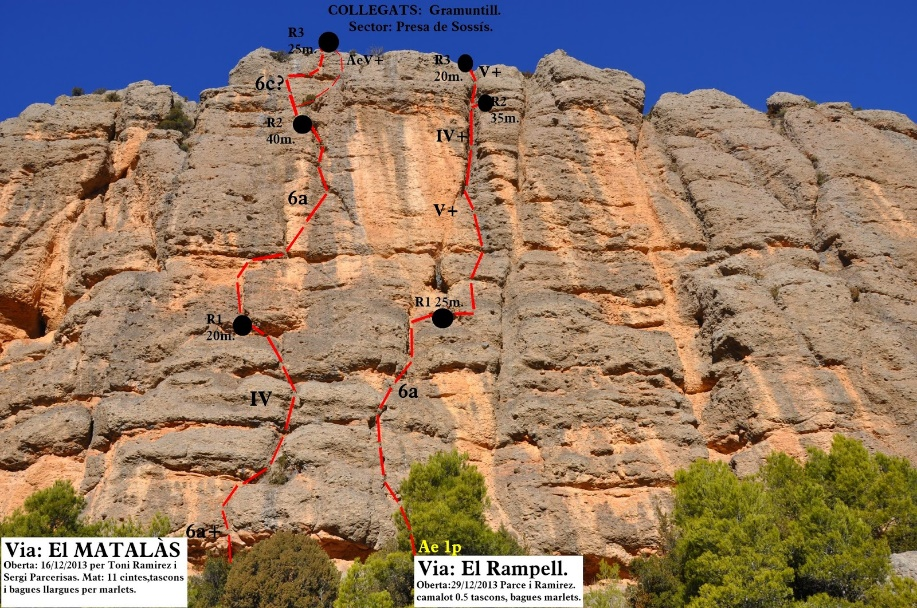 COLLEGATS: Gramuntill.
Sector: Presa de Sossís.
R3
25m.
AeV+
R3
20m.
V+
6c?
R2
35m.
R2
40m.
IV+
6a
V+
R1 25m.
R1
20m.
IV
6a
6a+
Ae 1p
Via: El MATALÀS
Oberta: 16/12/2013 per Toni Ramirez i
Sergi Parcerisas. Mat: 11 cintes,tascons
i bagues llargues per marlets.
Via: El Rampell.
Oberta:29/12/2013 Parce i Ramirez.
camalot 0.5 tascons, bagues marlets.